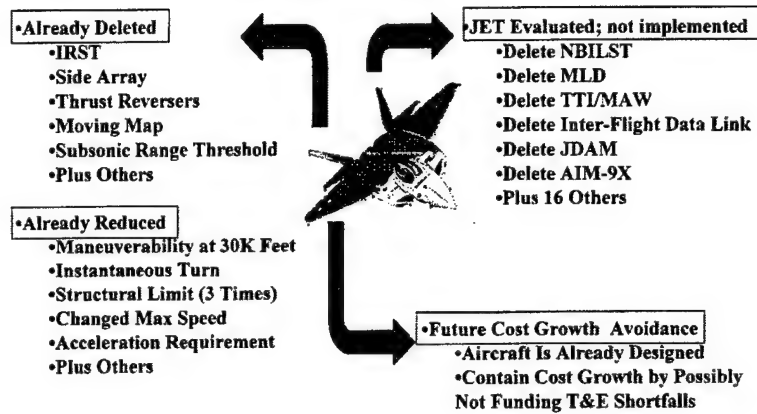 •Already Deleted
•IRST
•Side Array
•Thrust Reversers
•Moving Map
•Subsonic Range Threshold
•Plus Others
•Already Reduced
•Maneuverability at 30K Feet
•Instantaneous Turn
•Structural Limit (3 Times)
•Changed Max Speed
•Acceleration Requirement
•Plus Others
•JET Evaluated; not implemented
•Delete NBILST
•Delete MLD
•Delete TTI/MAW
•Delete Inter-Flight Data Link
•Delete JDAM
•Delete AIM-9X
•Plus 16 Others
•Future Cost Growth Avoidance
•Aircraft Is Already Designed
•Contain Cost Growth by Possibly
Not Funding T&E Shortfalls